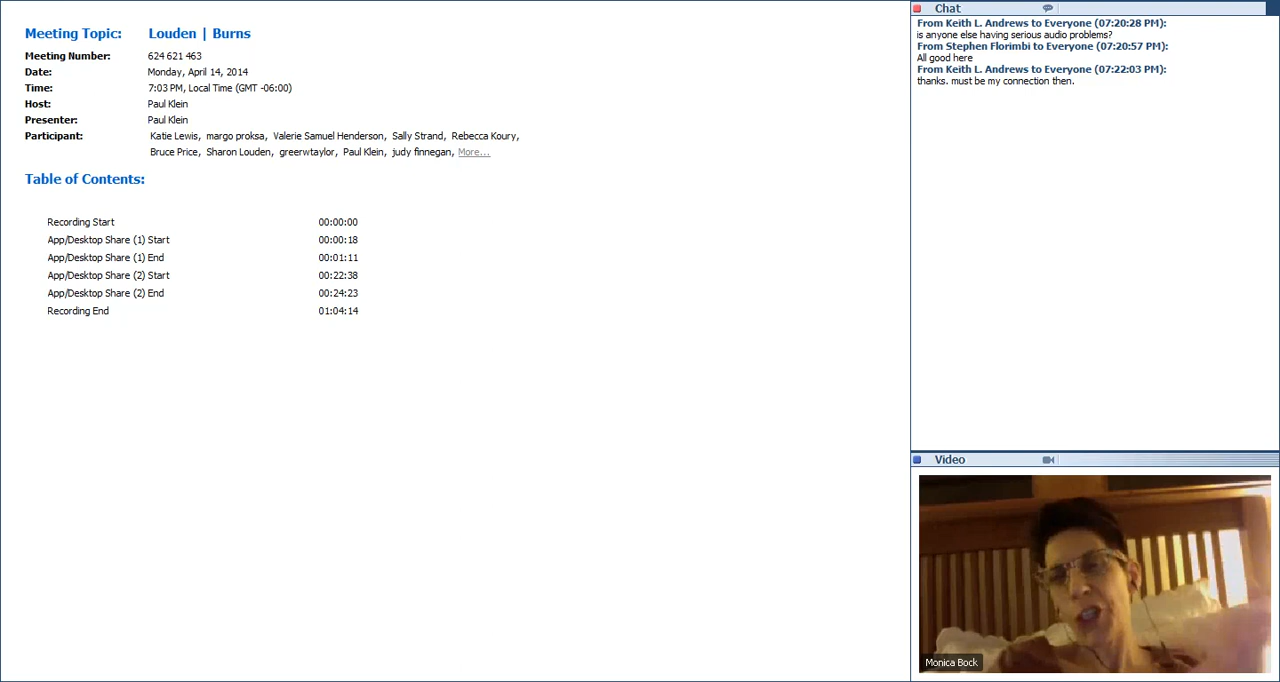 Meeting Topic: Louden | Burns
Meeting Number: 624 621 463
Date: Monday, April 14, 2014
Time: 7:03 PM, Local Time (GMT -06:00)
Host: Paul Klein
Presenter: Paul Klein
Participant: Katie Lewis, margo proksa, Valerie Samuel Henderson, Sally Strand, Rebecca Koury,
Bruce Price, Sharon Louden, greerwtaylor, Paul Klein, judy finnegan, More...
Table of Contents:
Recording Start 00:00:00
App/Desktop Share (1) Start 00:00:18
App/Desktop Share (1) End 00:01:11
App/Desktop Share (2) Start 00:22:38
App/Desktop Share (2) End 00:24:23
Recording End 01:04:14
Chat
From Keith L. Andrews to Everyone (07:20:28 PM):
is anyone else having serious audio problems?
From Stephen Florimbi to Everyone (07:20:57 PM):
All good here
From Keith L. Andrews to Everyone (07:22:03 PM):
thanks. must be my connection then.
Video
Monica Bock